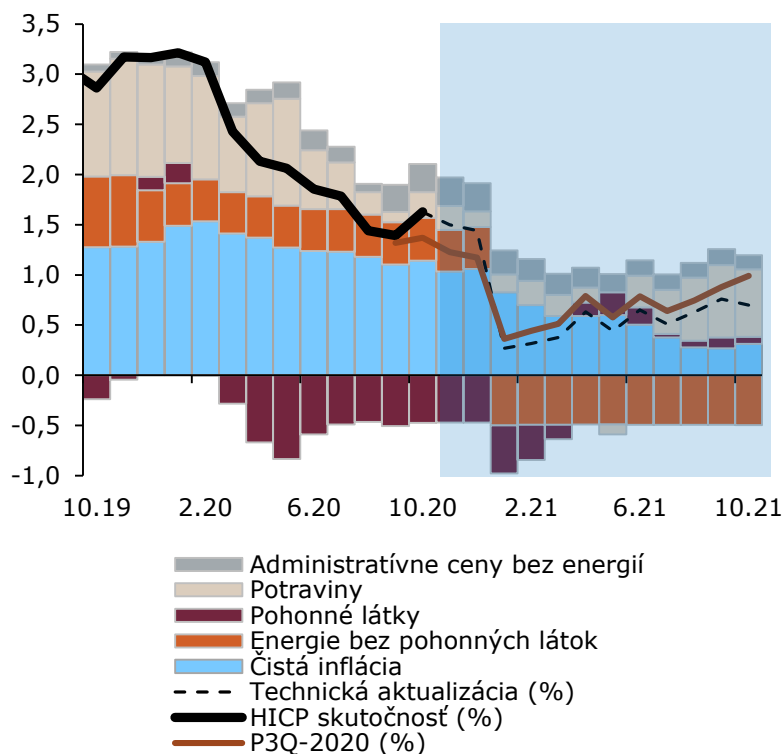 3,5
3,0
2,5
2,0
1,5
1,0
0,5
0,0
-0,5
-1,0
10.19 2.20 6.20 10.20 2.21 6.21 10.21
Administratívne ceny bez energií
Potraviny
Pohonné látky
Energie bez pohonných látok
Čistá inflácia
Technická aktualizácia (%)
HICP skutočnosť (%)
P3Q-2020 (%)